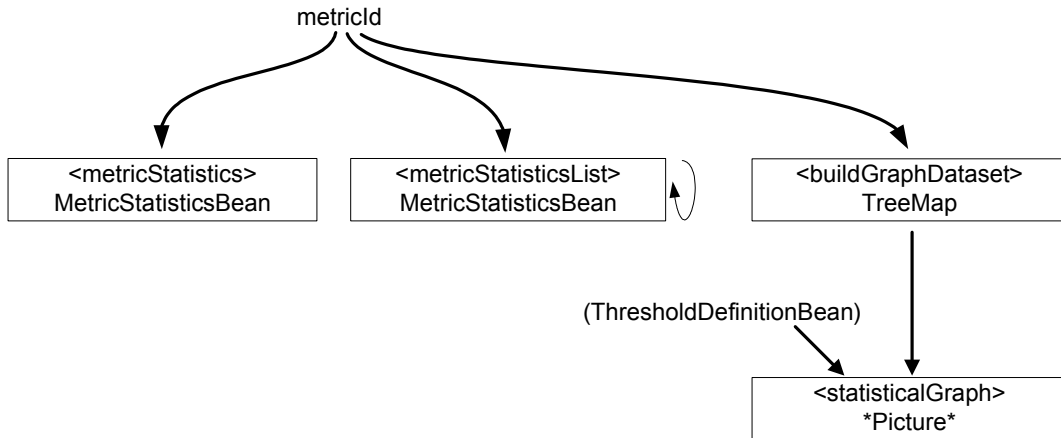 metricId
<metricStatistics>
MetricStatisticsBean
<metricStatisticsList>
MetricStatisticsBean
<buildGraphDataset>
TreeMap
(ThresholdDefinitionBean)
<statisticalGraph>
*Picture*